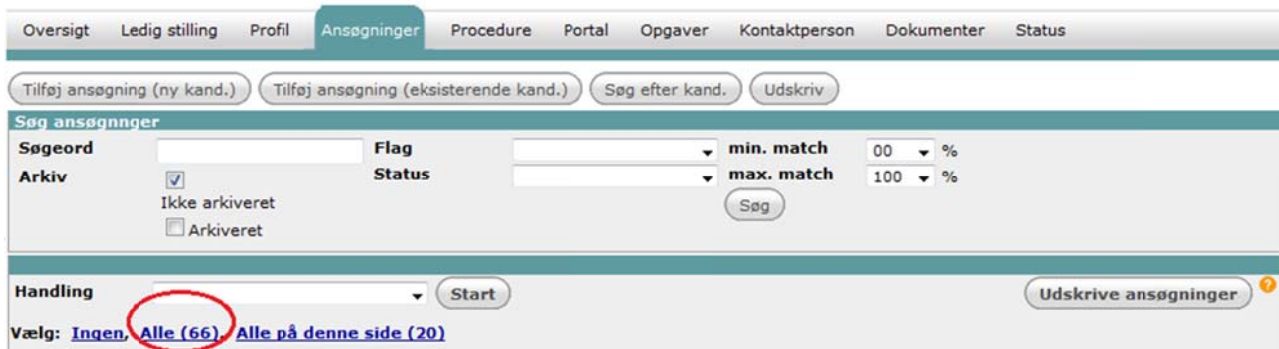 Oversigt Ledig stilling Profil Ansøgninger Procedure Portal Opgaver Kontaktperson Dokumenter Status
Tilføj ansøgning (ny kand.) Tilføj ansøgning (eksisterende kand.) Søg efter kand. Udskriv
Søg ansøgnnger
Søgeord Flag min. match 00 %
Arkiv Status max. match 100 %
Ikke arkiveret Søg
Arkiveret
Handling Start Udskrive ansøgninger ?
Vælg: Ingen, Alle (66), Alle på denne side (20)